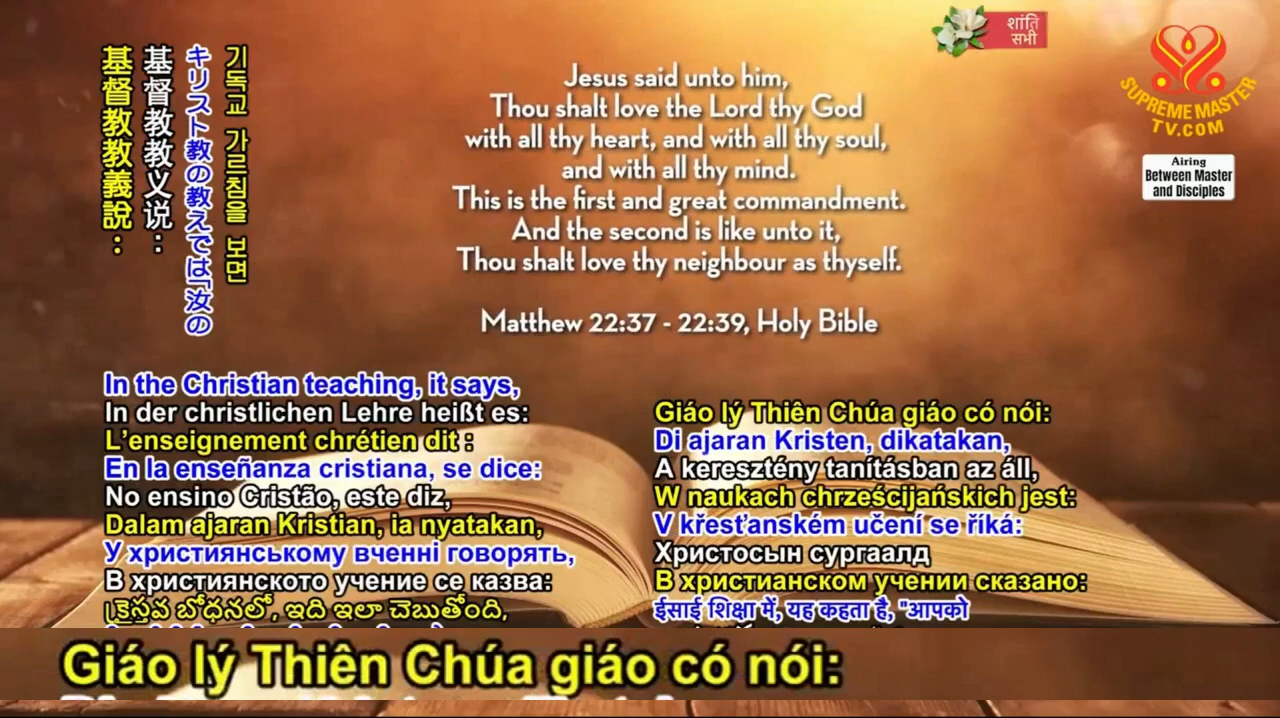 शांति
सभी
SUPREME MASTER
TV.COM
Airing
Between Master
and Disciples
Jesus said unto him,
Thou shalt love the Lord thy God
with all thy heart, and with all thy soul,
and with all thy mind.
This is the first and great commandment.
And the second is like unto it,
Thou shalt love thy neighbour as thyself.
Matthew 22:37 - 22:39, Holy Bible
기독교 가르침을 보면
キリスト教の教えでは「汝の
基督教教义说：
基督教教義說：
In the Christian teaching, it says,
In der christlichen Lehre heißt es:
L’enseignement chrétien dit :
En la enseñanza cristiana, se dice:
No ensino Cristão, este diz,
Dalam ajaran Kristian, ia nyatakan,
У християнському вченні говорять,
В християнското учение се казва:
క్రైస్తవ బోధనలో, ఇది ఇలా చెబుతోంది,
Giáo lý Thiên Chúa giáo có nói:
Di ajaran Kristen, dikatakan,
A keresztény tanításban az áll,
W naukach chrześcijańskich jest:
V křesťanském učení se říká:
Христосын сургаалд
В христианском учении сказано:
ईसाई शिक्षा में, यह कहता है, "आपको
Giáo lý Thiên Chúa giáo có nói: